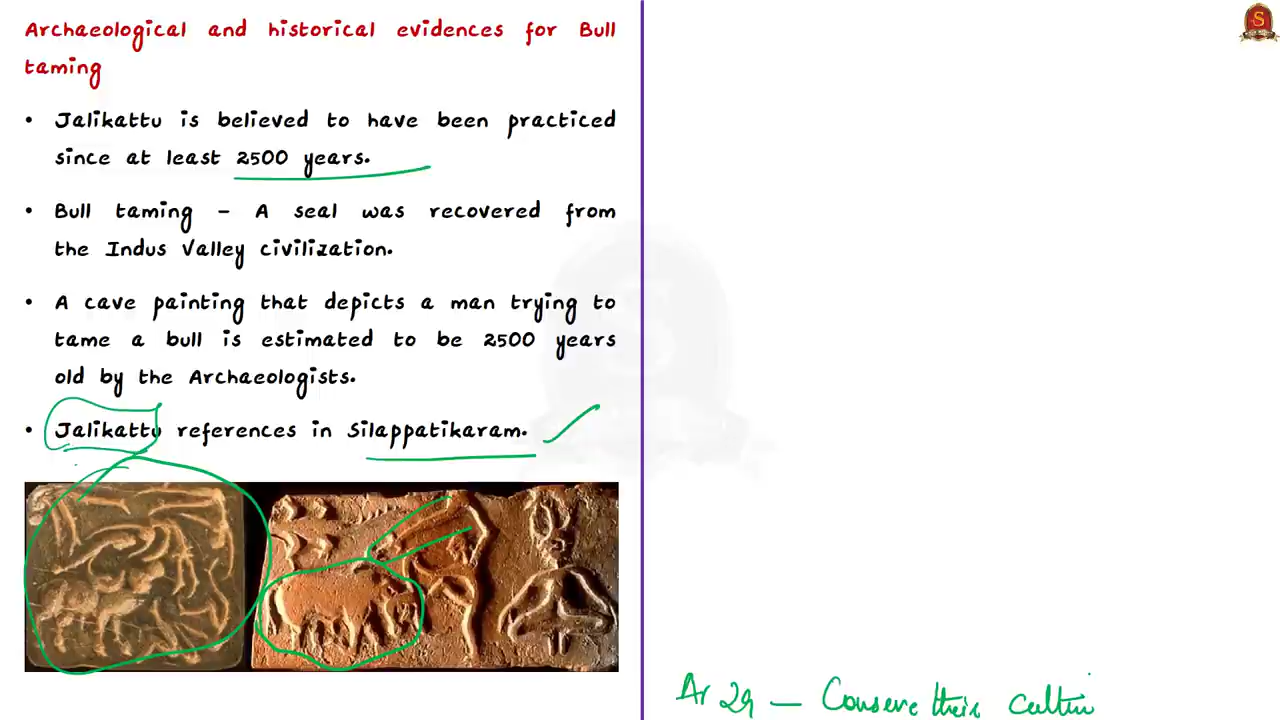 Archaeological and historical evidences for Bull
taming
• Jalikattu is believed to have been practiced
since at least 2500 years.
• Bull taming – A seal was recovered from
the Indus Valley civilization.
• A cave painting that depicts a man trying to
tame a bull is estimated to be 2500 years
old by the Archaeologists.
• Jalikattu references in Silappatikaram.
Ar 29 — Conserve their